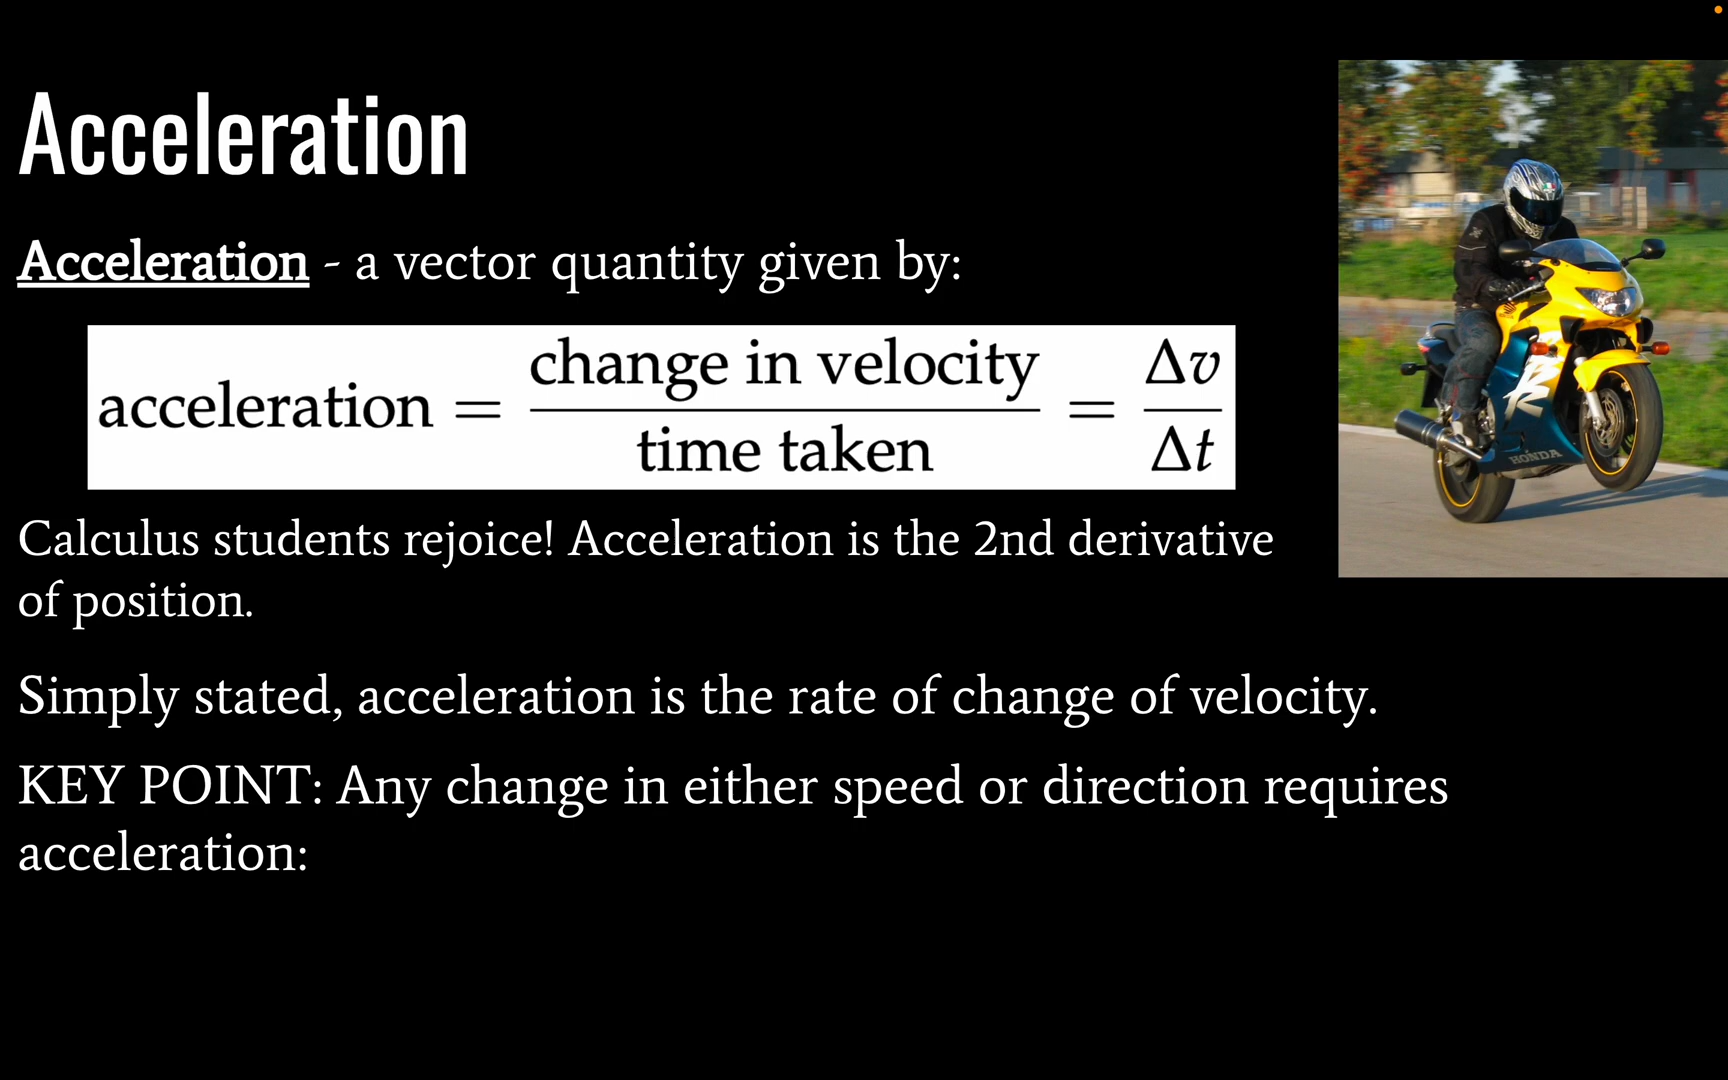 Acceleration
Acceleration - a vector quantity given by:
acceleration = change in velocity / time taken = Δv / Δt
Calculus students rejoice! Acceleration is the 2nd derivative
of position.
Simply stated, acceleration is the rate of change of velocity.
KEY POINT: Any change in either speed or direction requires
acceleration:
HONDA